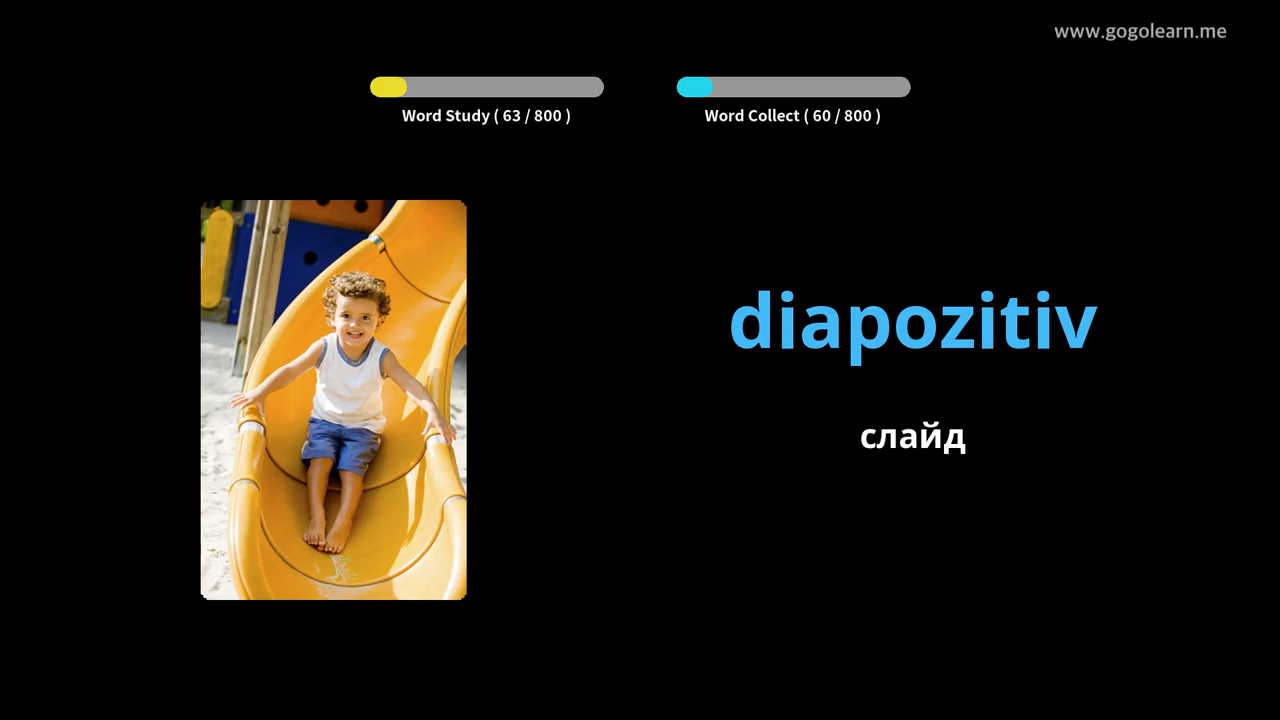 www.gogolearn.me
Word Study ( 63 / 800 )
Word Collect ( 60 / 800 )
diapozitiv
слайд